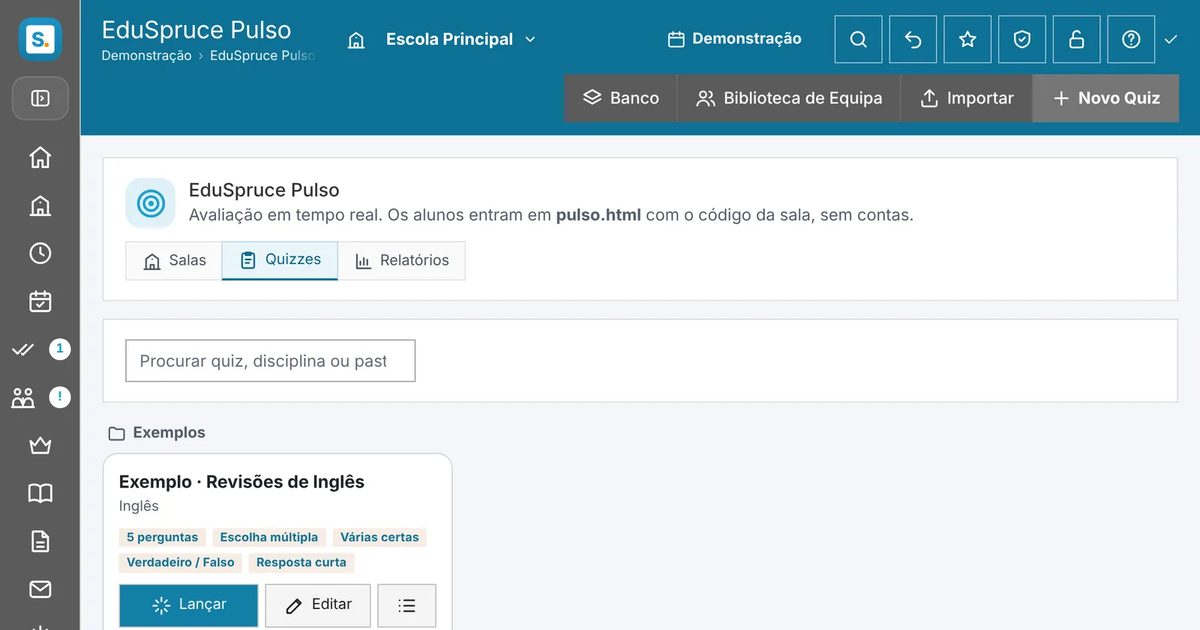 S.
EduSpruce Pulso
Demonstração › EduSpruce Pulso
Escola Principal
Demonstração
Banco
Biblioteca de Equipa
Importar
Novo Quiz
EduSpruce Pulso
Avaliação em tempo real. Os alunos entram em pulso.html com o código da sala, sem contas.
Salas
Quizzes
Relatórios
1
!
Procurar quiz, disciplina ou past
Exemplos
Exemplo · Revisões de Inglês
Inglês
5 perguntas
Escolha múltipla
Várias certas
Verdadeiro / Falso
Resposta curta
Lançar
Editar